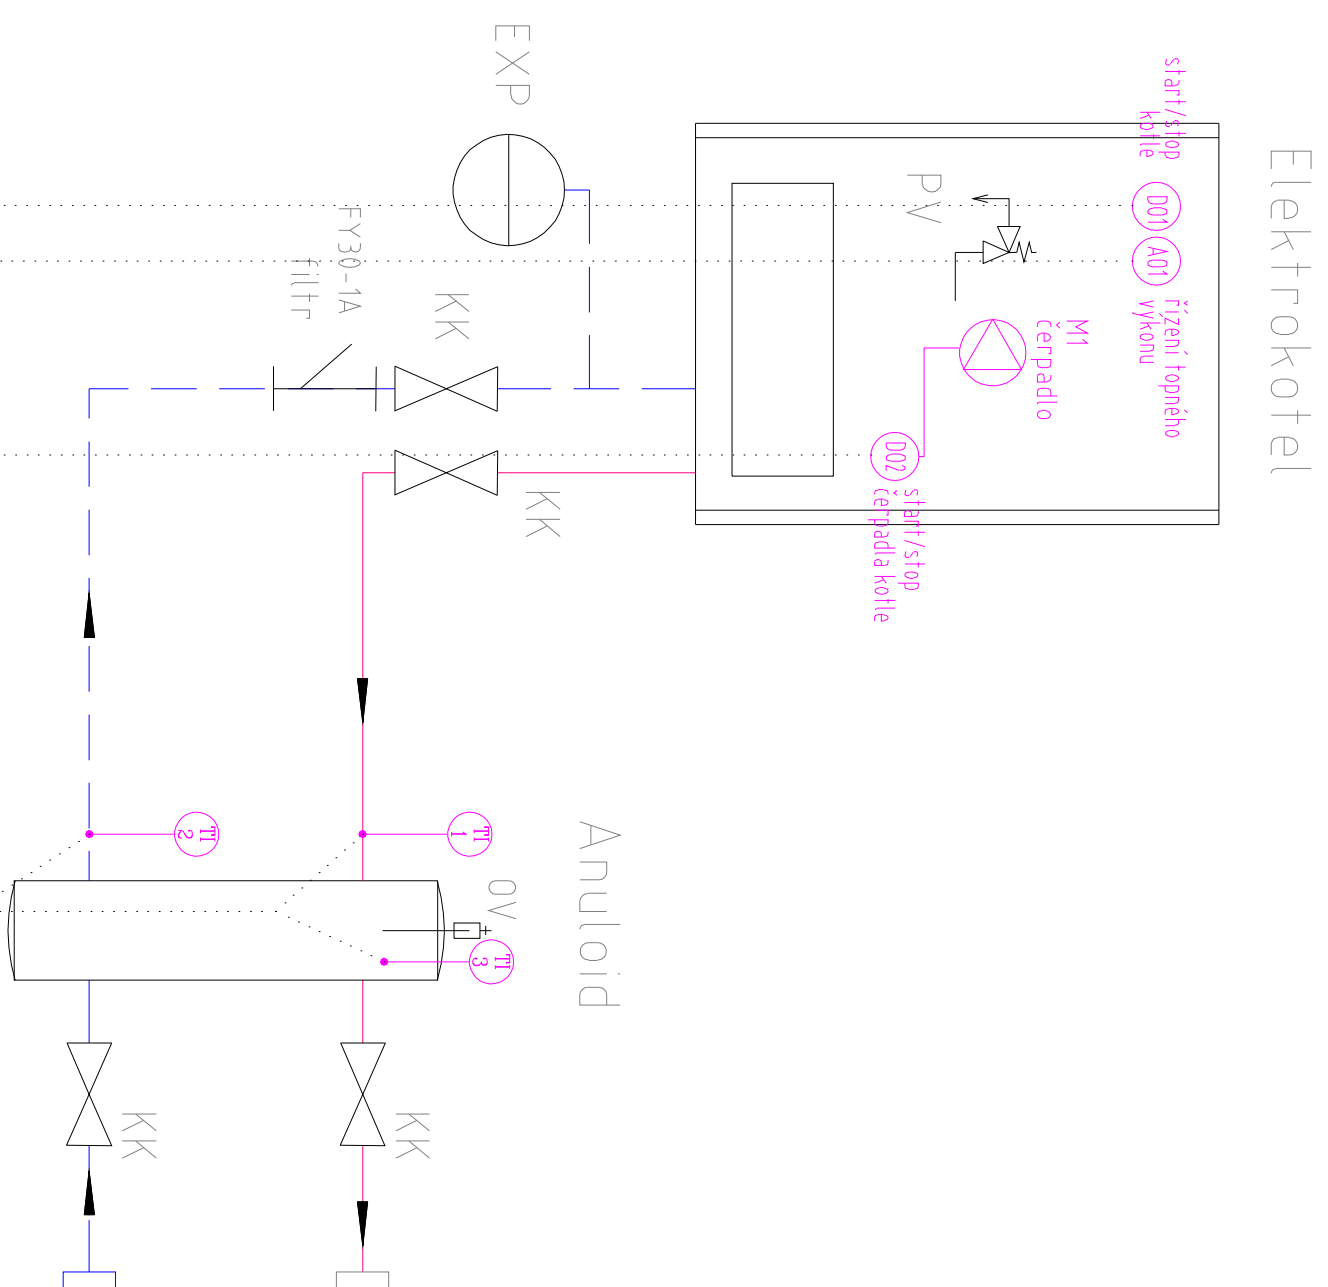 Elektrokotel
start/stop
kotle
DO1
AO1
řízení topného
výkonu
PV
M1
čerpadlo
DO2
start/stop
čerpadla kotle
EXP
FY30-1A
filtr
KK
KK
Anuloid
OV
TI
1
TI
2
TI
3
KK
KK